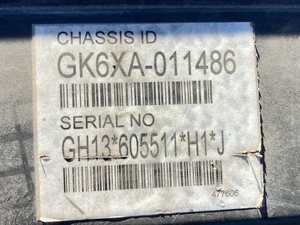 CHASSIS ID
GK6XA-011486
SERIAL NO
GH13*605511*H1*J
477606